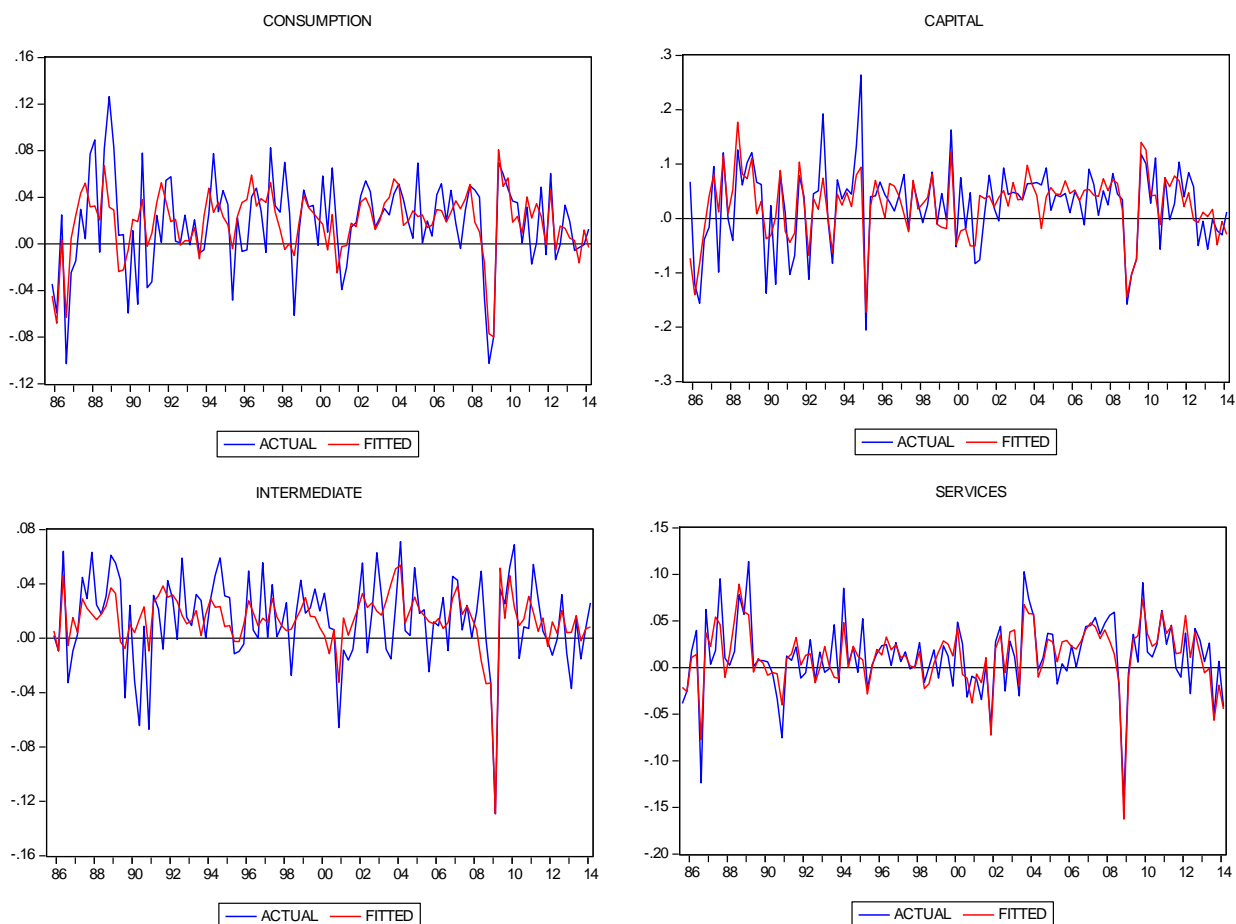 CONSUMPTION
.16
.12
.08
.04
.00
-.04
-.08
-.12
86 88 90 92 94 96 98 00 02 04 06 08 10 12 14
ACTUAL FITTED
CAPITAL
.3
.2
.1
.0
-.1
-.2
-.3
86 88 90 92 94 96 98 00 02 04 06 08 10 12 14
ACTUAL FITTED
INTERMEDIATE
.08
.04
.00
-.04
-.08
-.12
-.16
86 88 90 92 94 96 98 00 02 04 06 08 10 12 14
ACTUAL FITTED
SERVICES
.15
.10
.05
.00
-.05
-.10
-.15
-.20
86 88 90 92 94 96 98 00 02 04 06 08 10 12 14
ACTUAL FITTED